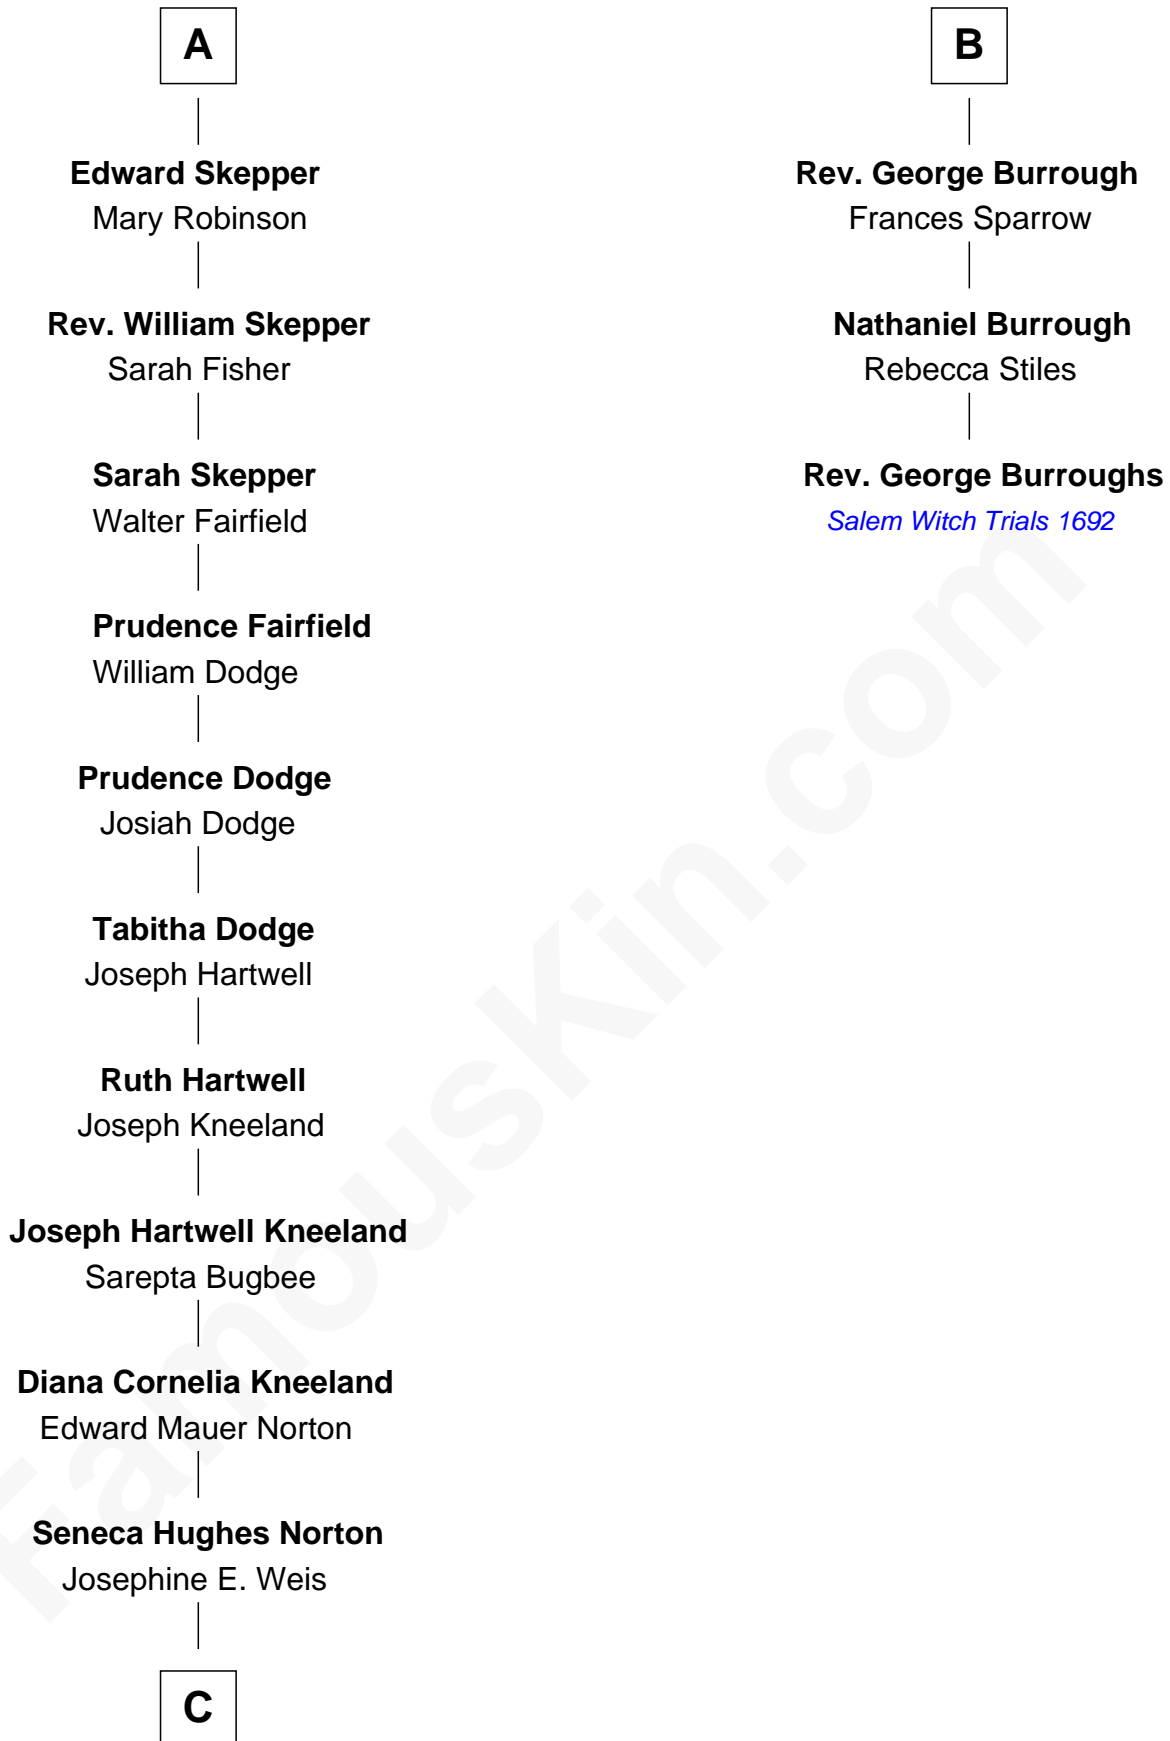 A
Edward Skepper
Mary Robinson
Rev. William Skepper
Sarah Fisher
Sarah Skepper
Walter Fairfield
Prudence Fairfield
William Dodge
Prudence Dodge
Josiah Dodge
Tabitha Dodge
Joseph Hartwell
Ruth Hartwell
Joseph Kneeland
Joseph Hartwell Kneeland
Sarepta Bugbee
Diana Cornelia Kneeland
Edward Mauer Norton
Seneca Hughes Norton
Josephine E. Weis
C
B
Rev. George Burrough
Frances Sparrow
Nathaniel Burrough
Rebecca Stiles
Rev. George Burroughs
Salem Witch Trials 1692
FamousKin.com